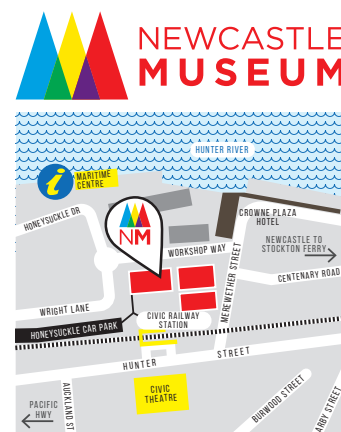 NEWCASTLE
MUSEUM
HUNTER RIVER
i
MARITIME
CENTRE
HONEYSUCKLE DR
NM
CROWNE PLAZA
HOTEL
WORKSHOP WAY
NEWCASTLE TO
STOCKTON FERRY
CENTENARY ROAD
MEREWETHER STREET
WRIGHT LANE
CIVIC RAILWAY
STATION
HONEYSUCKLE CAR PARK
HUNTER STREET
CIVIC
THEATRE
PACIFIC
HWY
AUCKLAND ST
BURWOOD STREET
ARBY STREET